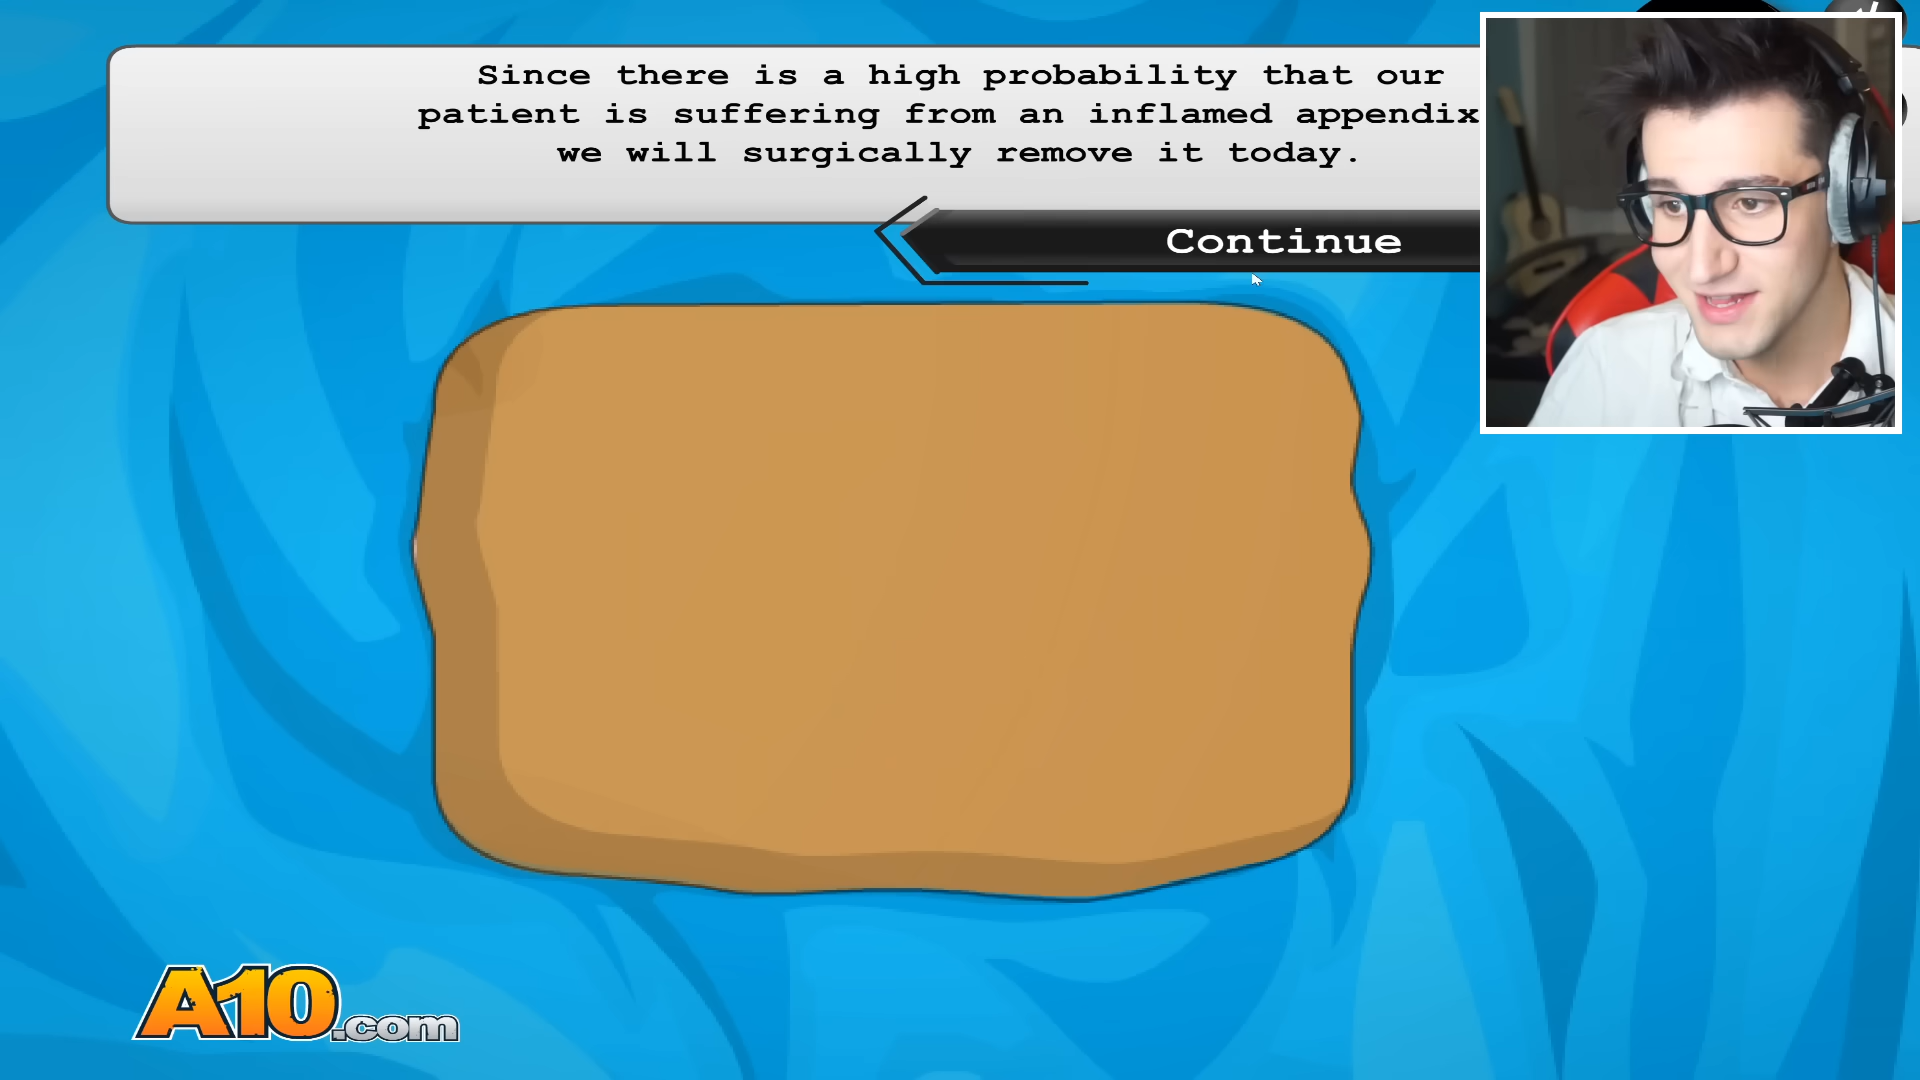 Since there is a high probability that our
patient is suffering from an inflamed appendix
we will surgically remove it today.
Continue
A10.com